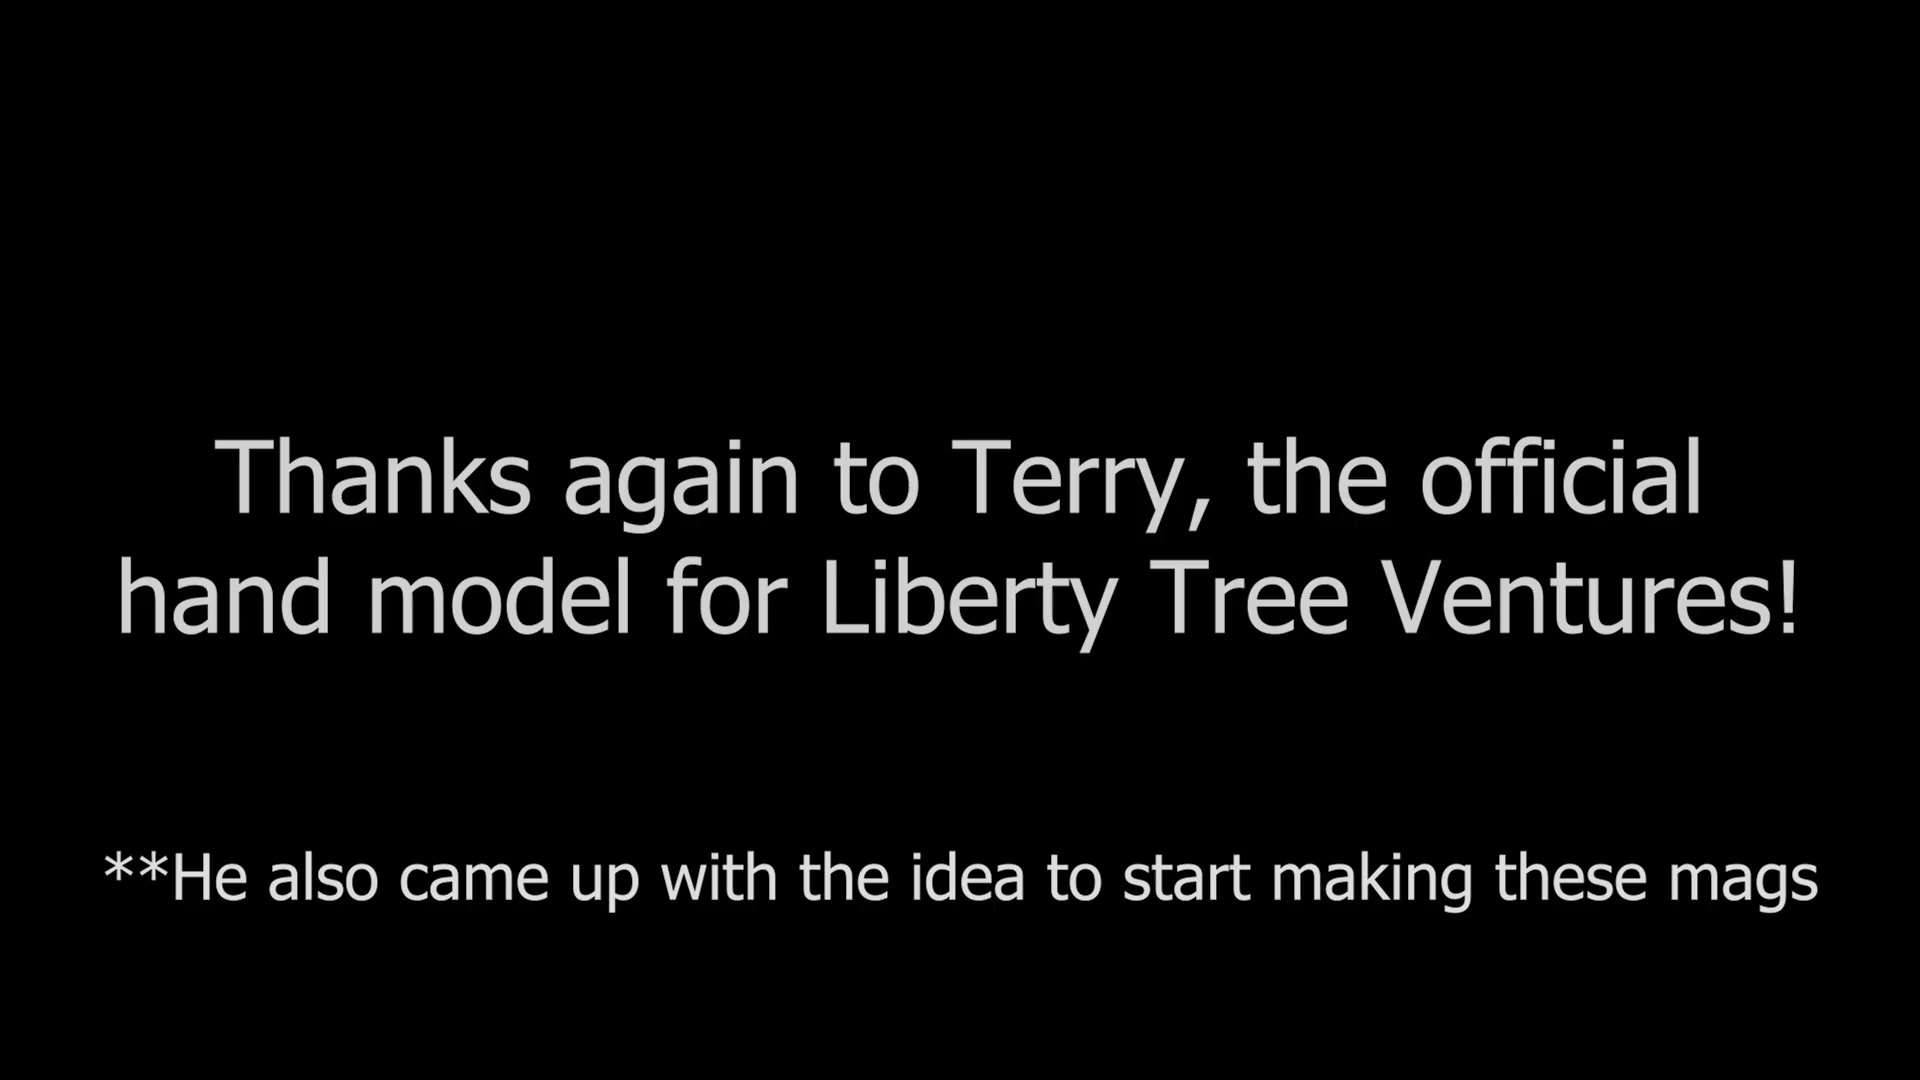 Thanks again to Terry, the official
hand model for Liberty Tree Ventures!
**He also came up with the idea to start making these mags